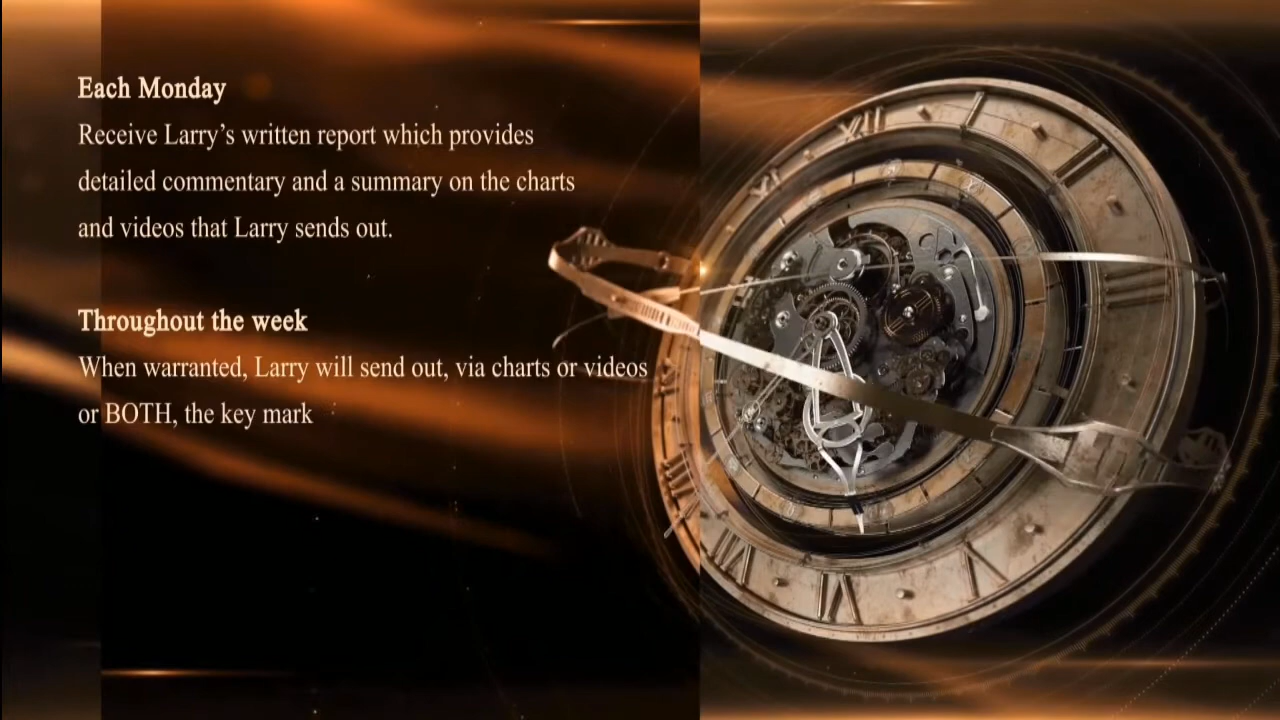 Each Monday
Receive Larry’s written report which provides
detailed commentary and a summary on the charts
and videos that Larry sends out.
Throughout the week
When warranted, Larry will send out, via charts or videos
or BOTH, the key mark